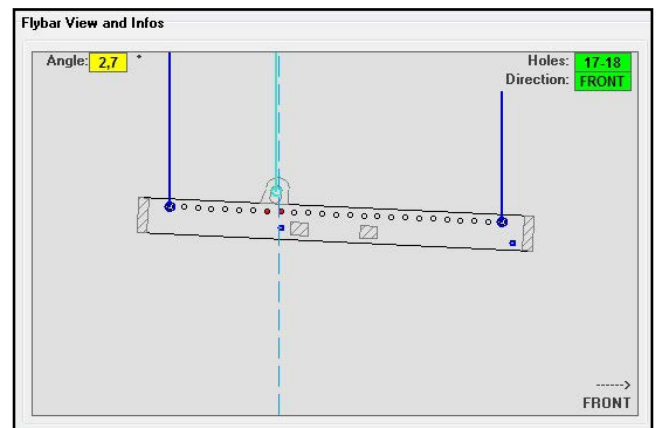 Flybar View and Infos
Angle: 2,7 °
Holes: 17-18
Direction: FRONT
------>
FRONT